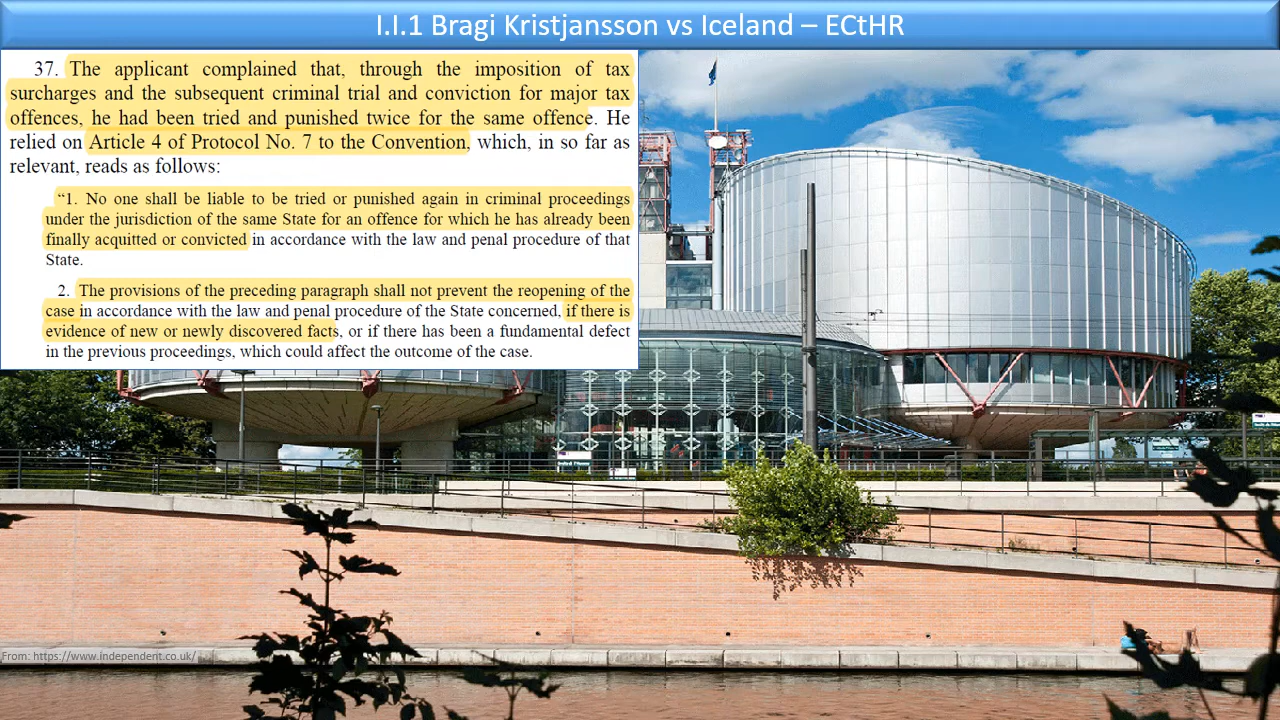 I.I.1 Bragi Kristjansson vs Iceland – ECtHR
37. The applicant complained that, through the imposition of tax
surcharges and the subsequent criminal trial and conviction for major tax
offences, he had been tried and punished twice for the same offence. He
relied on Article 4 of Protocol No. 7 to the Convention, which, in so far as
relevant, reads as follows:
“1. No one shall be liable to be tried or punished again in criminal proceedings
under the jurisdiction of the same State for an offence for which he has already been
finally acquitted or convicted in accordance with the law and penal procedure of that
State.
2. The provisions of the preceding paragraph shall not prevent the reopening of the
case in accordance with the law and penal procedure of the State concerned, if there is
evidence of new or newly discovered facts, or if there has been a fundamental defect
in the previous proceedings, which could affect the outcome of the case.
From: https://www.independent.co.uk/